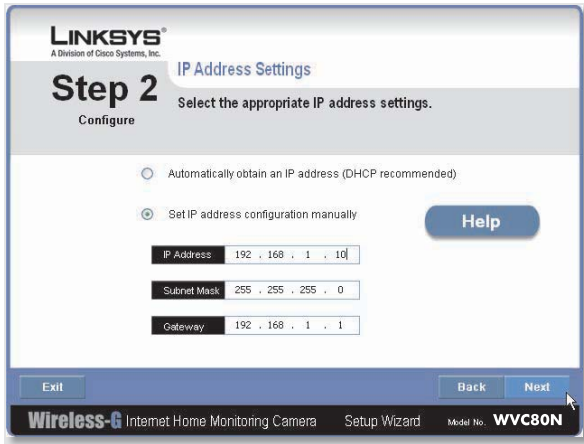 LINKSYS®
A Division of Cisco Systems, Inc.
Step 2
Configure
IP Address Settings
Select the appropriate IP address settings.
Automatically obtain an IP address (DHCP recommended)
Set IP address configuration manually
Help
IP Address 192 . 168 . 1 . 10
Subnet Mask 255 . 255 . 255 . 0
Gateway 192 . 168 . 1 . 1
Exit Back Next
Wireless-G Internet Home Monitoring Camera Setup Wizard Model No. WVC80N